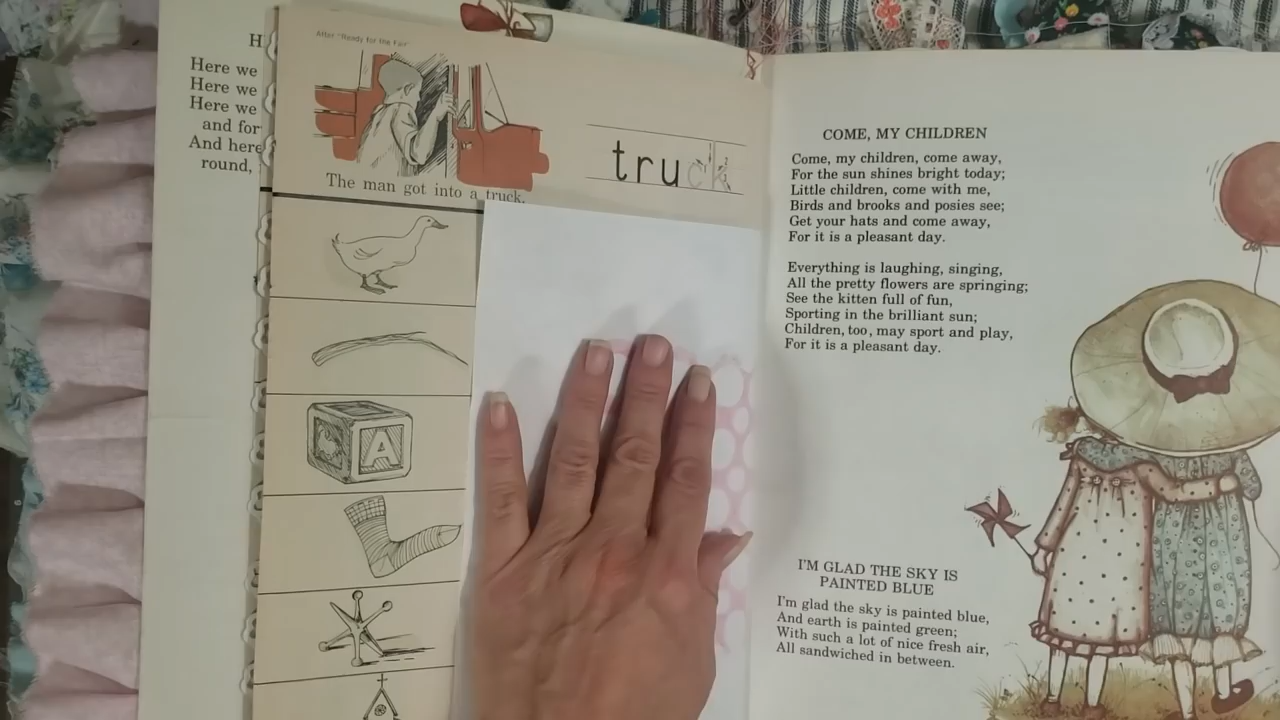 H
Here we
Here we
Here we
and for
And here
round,
After "Ready for the Fair"
The man got into a truck.
truck
A
COME, MY CHILDREN
Come, my children, come away,
For the sun shines bright today;
Little children, come with me,
Birds and brooks and posies see;
Get your hats and come away,
For it is a pleasant day.
Everything is laughing, singing,
All the pretty flowers are springing;
See the kitten full of fun,
Sporting in the brilliant sun;
Children, too, may sport and play,
For it is a pleasant day.
I'M GLAD THE SKY IS
PAINTED BLUE
I'm glad the sky is painted blue,
And earth is painted green;
With such a lot of nice fresh air,
All sandwiched in between.